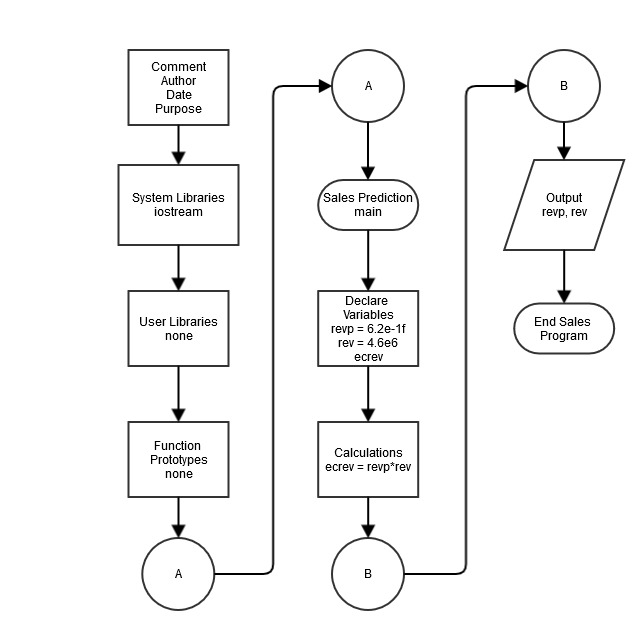 Comment
Author
Date
Purpose
System Libraries
iostream
User Libraries
none
Function
Prototypes
none
A
A
Sales Prediction
main
Declare
Variables
revp = 6.2e-1f
rev = 4.6e6
ecrev
Calculations
ecrev = revp*rev
B
B
Output
revp, rev
End Sales
Program